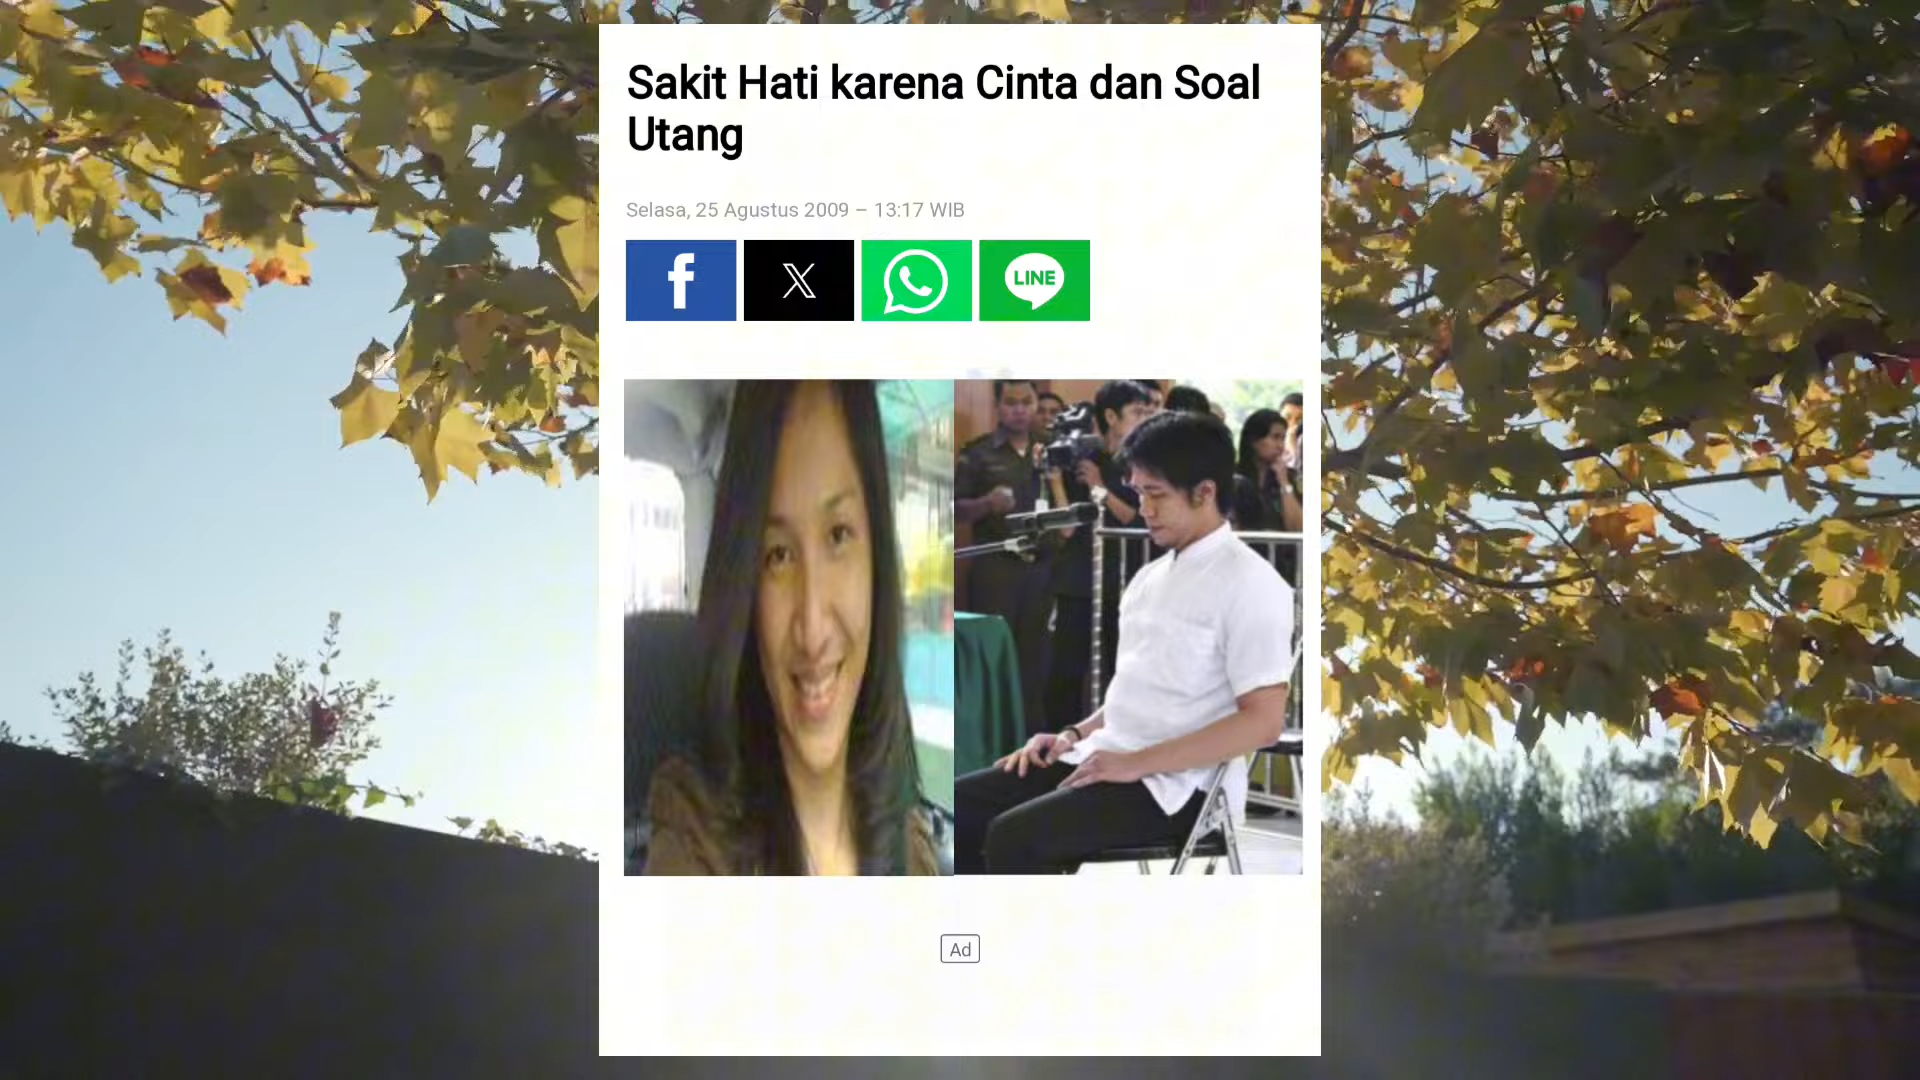 Sakit Hati karena Cinta dan Soal
Utang
Selasa, 25 Agustus 2009 – 13:17 WIB
LINE
Ad